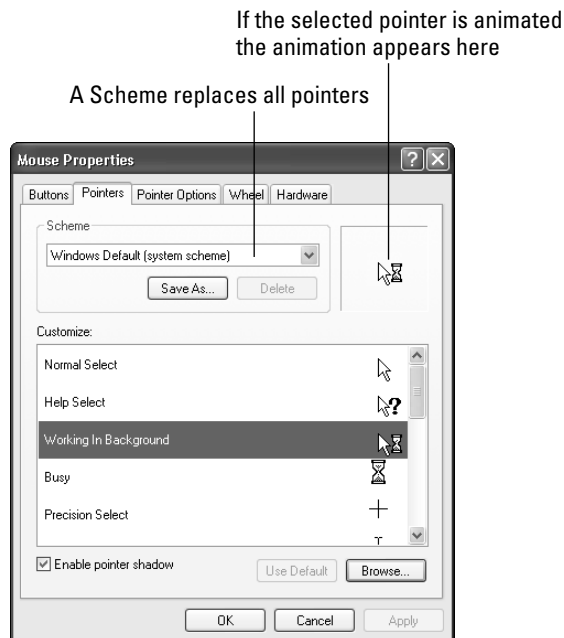 If the selected pointer is animated
the animation appears here
A Scheme replaces all pointers
Mouse Properties
Buttons Pointers Pointer Options Wheel Hardware
Scheme
Windows Default (system scheme)
Save As... Delete
Customize:
Normal Select
Help Select
Working In Background
Busy
Precision Select
Enable pointer shadow
Use Default Browse...
OK Cancel Apply